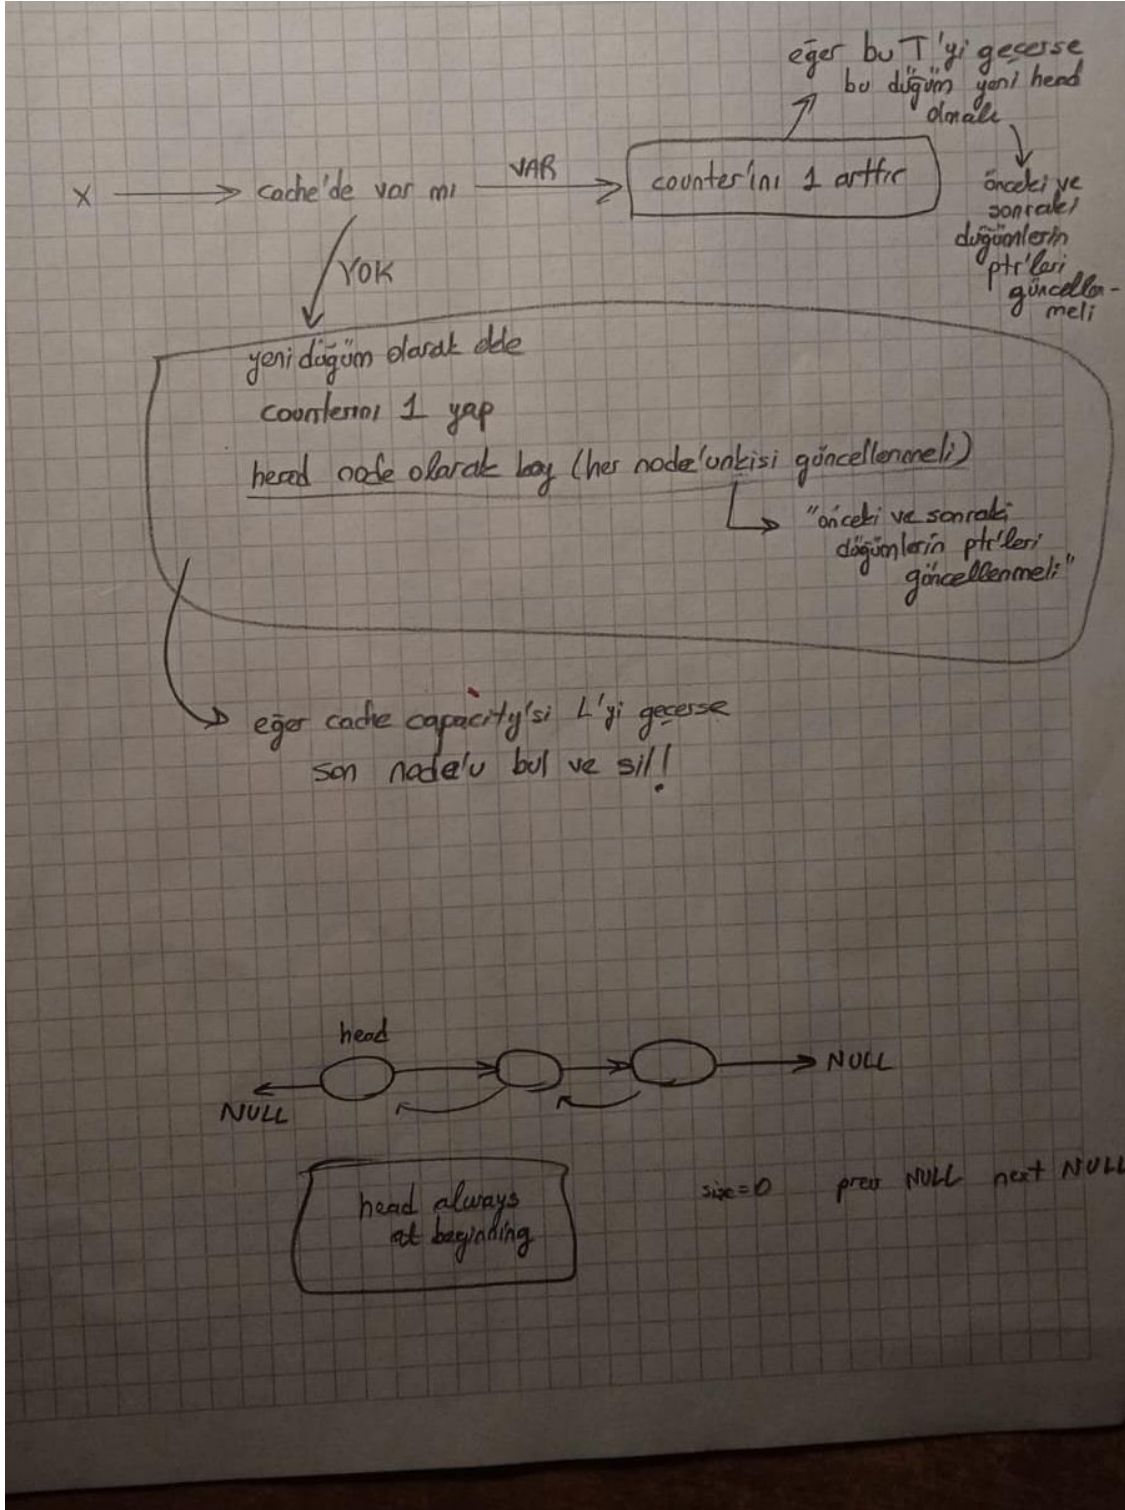 eğer bu T'yi geçerse
bu düğüm yeni head
olmalı
önceki ve
sonraki
düğümlerin
ptr'leri
güncellen-
meli
X
cache'de var mı
VAR
counter'ını 1 arttır
YOK
yeni düğüm olarak ekle
counterını 1 yap
head node olarak koy (her node'unkisi güncellenmeli)
"önceki ve sonraki
düğümlerin ptr'leri
güncellenmeli"
eğer cache capacity'si L'yi geçerse
son node'u bul ve sil!
head
NULL
NULL
head always
at beginning
size=0 prev NULL next NULL